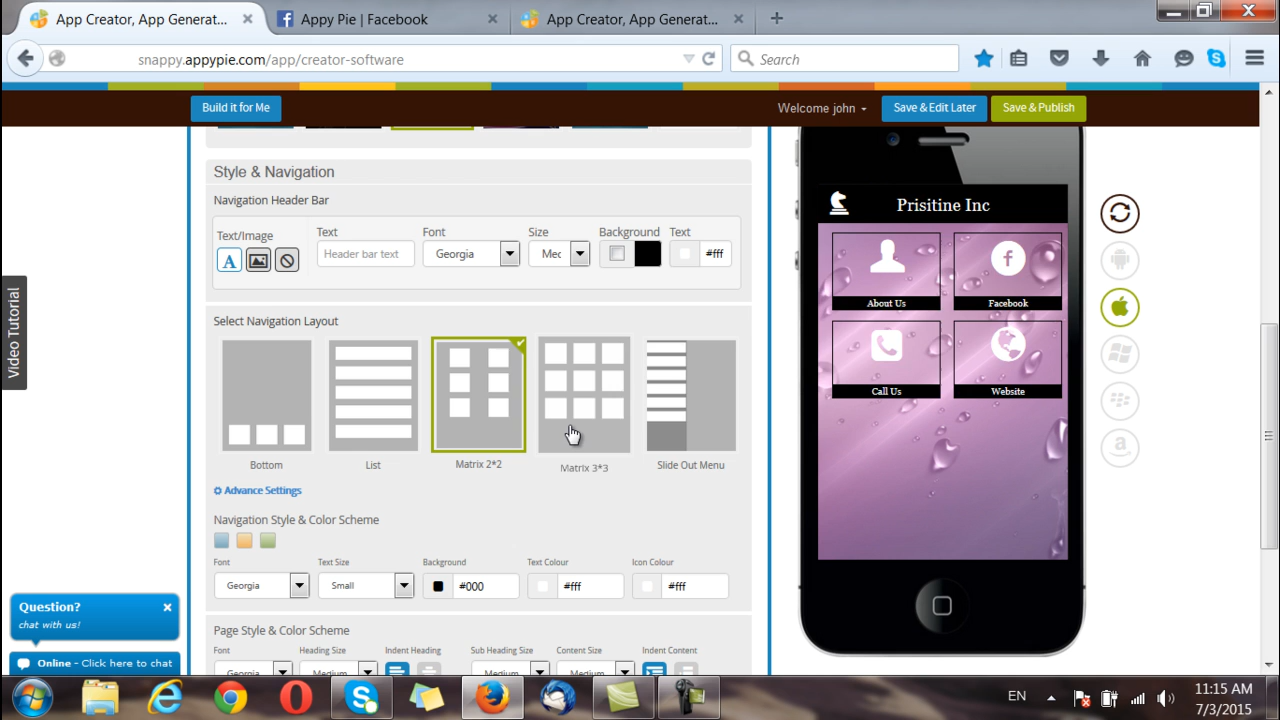 App Creator, App Generat...
Appy Pie | Facebook
App Creator, App Generat...
snappy.appypie.com/app/creator-software
Search
Build it for Me
Welcome john
Save & Edit Later
Save & Publish
Style & Navigation
Navigation Header Bar
Text/Image
Text
Font
Size
Background
Text
A
Header bar text
Georgia
Mec
#fff
Select Navigation Layout
Bottom
List
Matrix 2*2
Matrix 3*3
Slide Out Menu
Advance Settings
Navigation Style & Color Scheme
Font
Text Size
Background
Text Colour
Icon Colour
Georgia
Small
#000
#fff
#fff
Page Style & Color Scheme
Font
Heading Size
Indent Heading
Sub Heading Size
Content Size
Indent Content
Georgia
Medium
Medium
Medium
Prisitine Inc
About Us
Facebook
Call Us
Website
Video Tutorial
Question?
chat with us!
Online - Click here to chat
EN
11:15 AM
7/3/2015